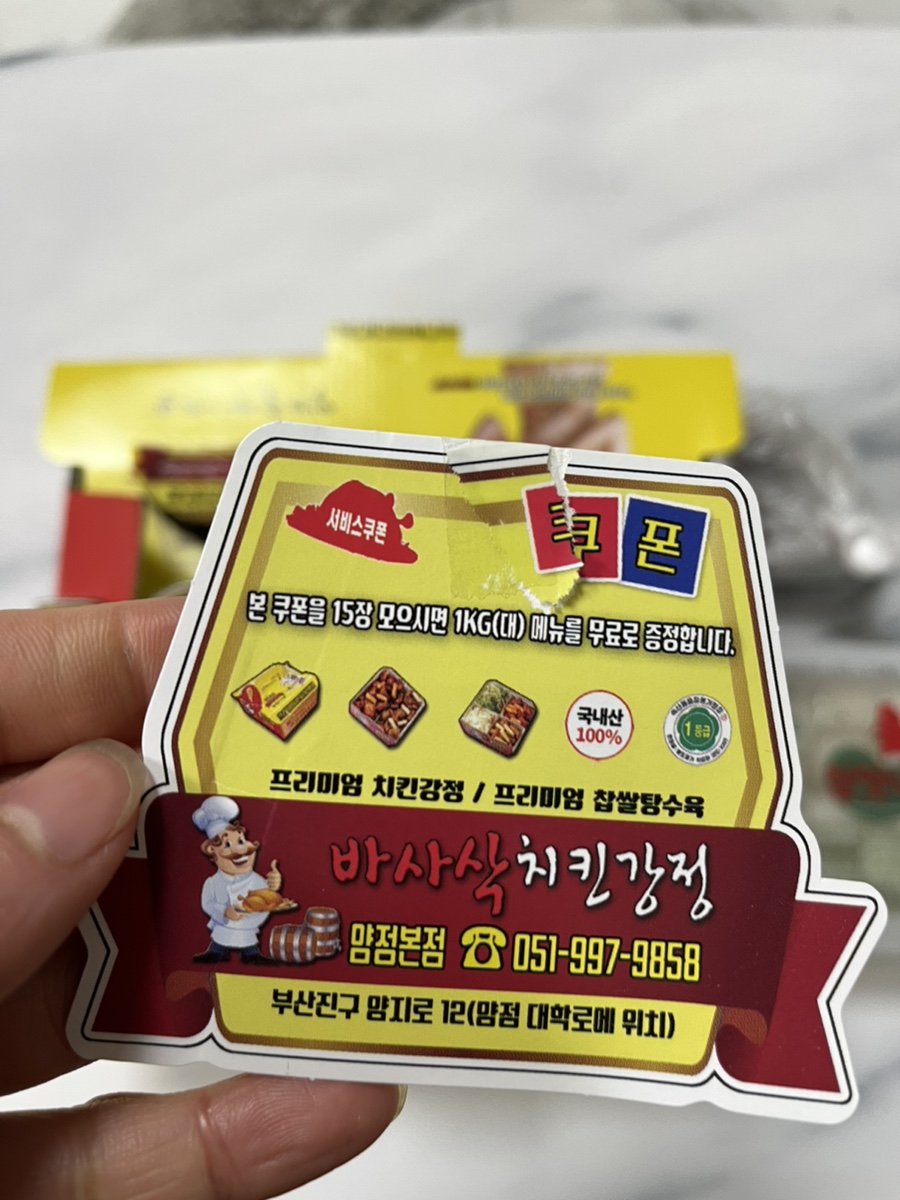 서비스쿠폰
쿠폰
본 쿠폰을 15장 모으시면 1KG(대) 메뉴를 무료로 증정합니다.
국내산
100%
1등급
프리미엄 치킨강정 / 프리미엄 찹쌀탕수육
바사삭치킨강정
얌점본점 ☎ 051-997-9858
부산진구 양지로 12(양점 대학로에 위치)